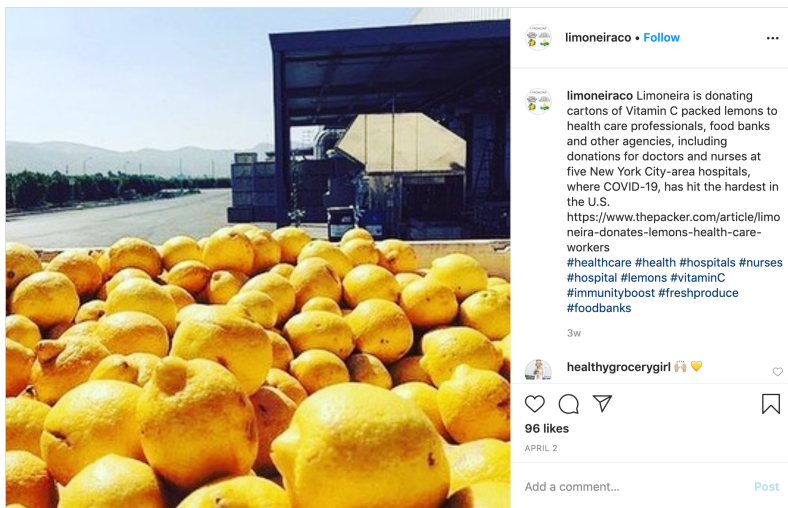 limoneiraco • Follow
limoneiraco Limoneira is donating
cartons of Vitamin C packed lemons to
health care professionals, food banks
and other agencies, including
donations for doctors and nurses at
five New York City-area hospitals,
where COVID-19, has hit the hardest in
the U.S.
https://www.thepacker.com/article/limo
neira-donates-lemons-health-care-
workers
#healthcare #health #hospitals #nurses
#hospital #lemons #vitaminC
#immunityboost #freshproduce
#foodbanks
3w
healthygrocerygirl 🙌🏻 💛
96 likes
APRIL 2
Add a comment... Post